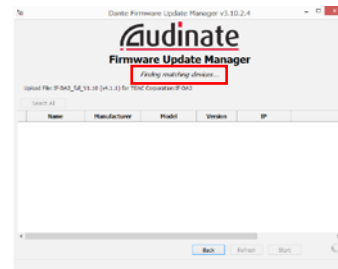 Dante Firmware Update Manager v3.10.2.4
Audinate
Firmware Update Manager
Finding matching devices...
Upload File: IF-DA2_full_V1.10 (v4.1.1) for TEAC Corporation:IF-DA2
Select All
Name Manufacturer Model Version IP
Back Refresh Start